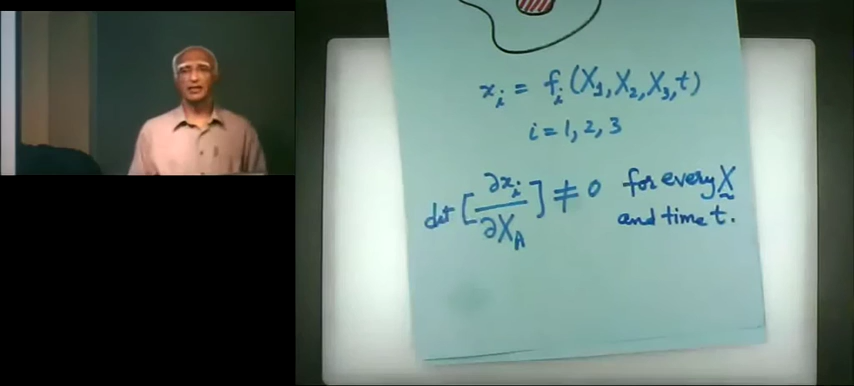 xᵢ = fᵢ (X₁, X₂, X₃, t)
i = 1, 2, 3
det [∂xᵢ/∂X_A] ≠ 0 for every X̰
and time t.